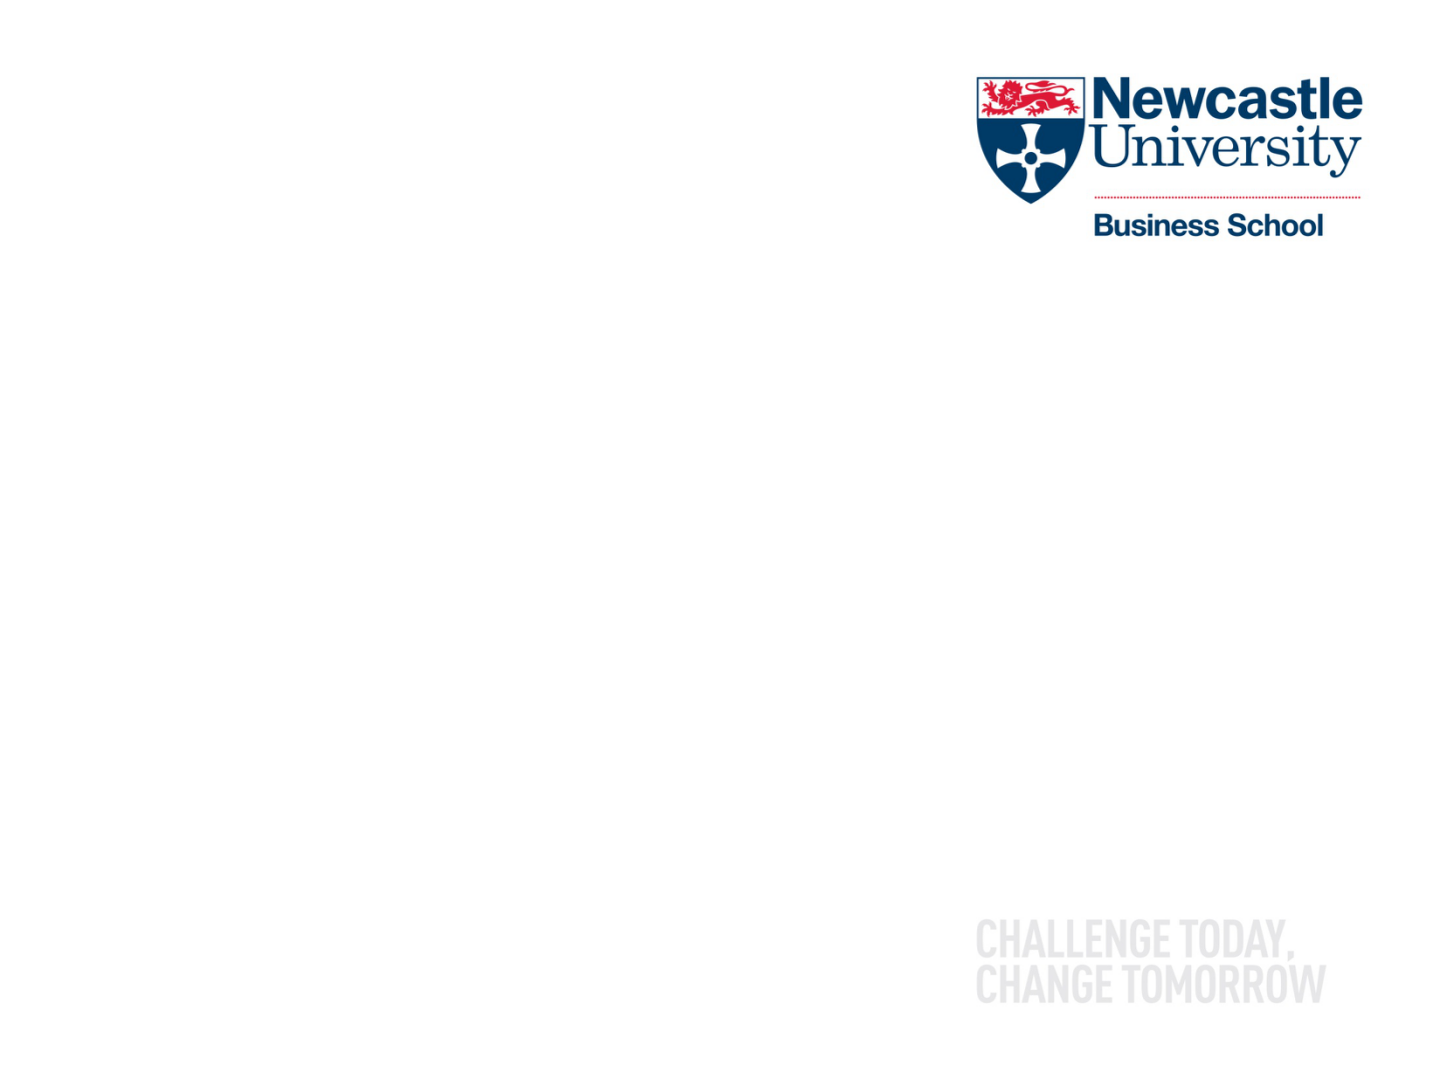 Newcastle
University
Business School
CHALLENGE TODAY,
CHANGE TOMORROW